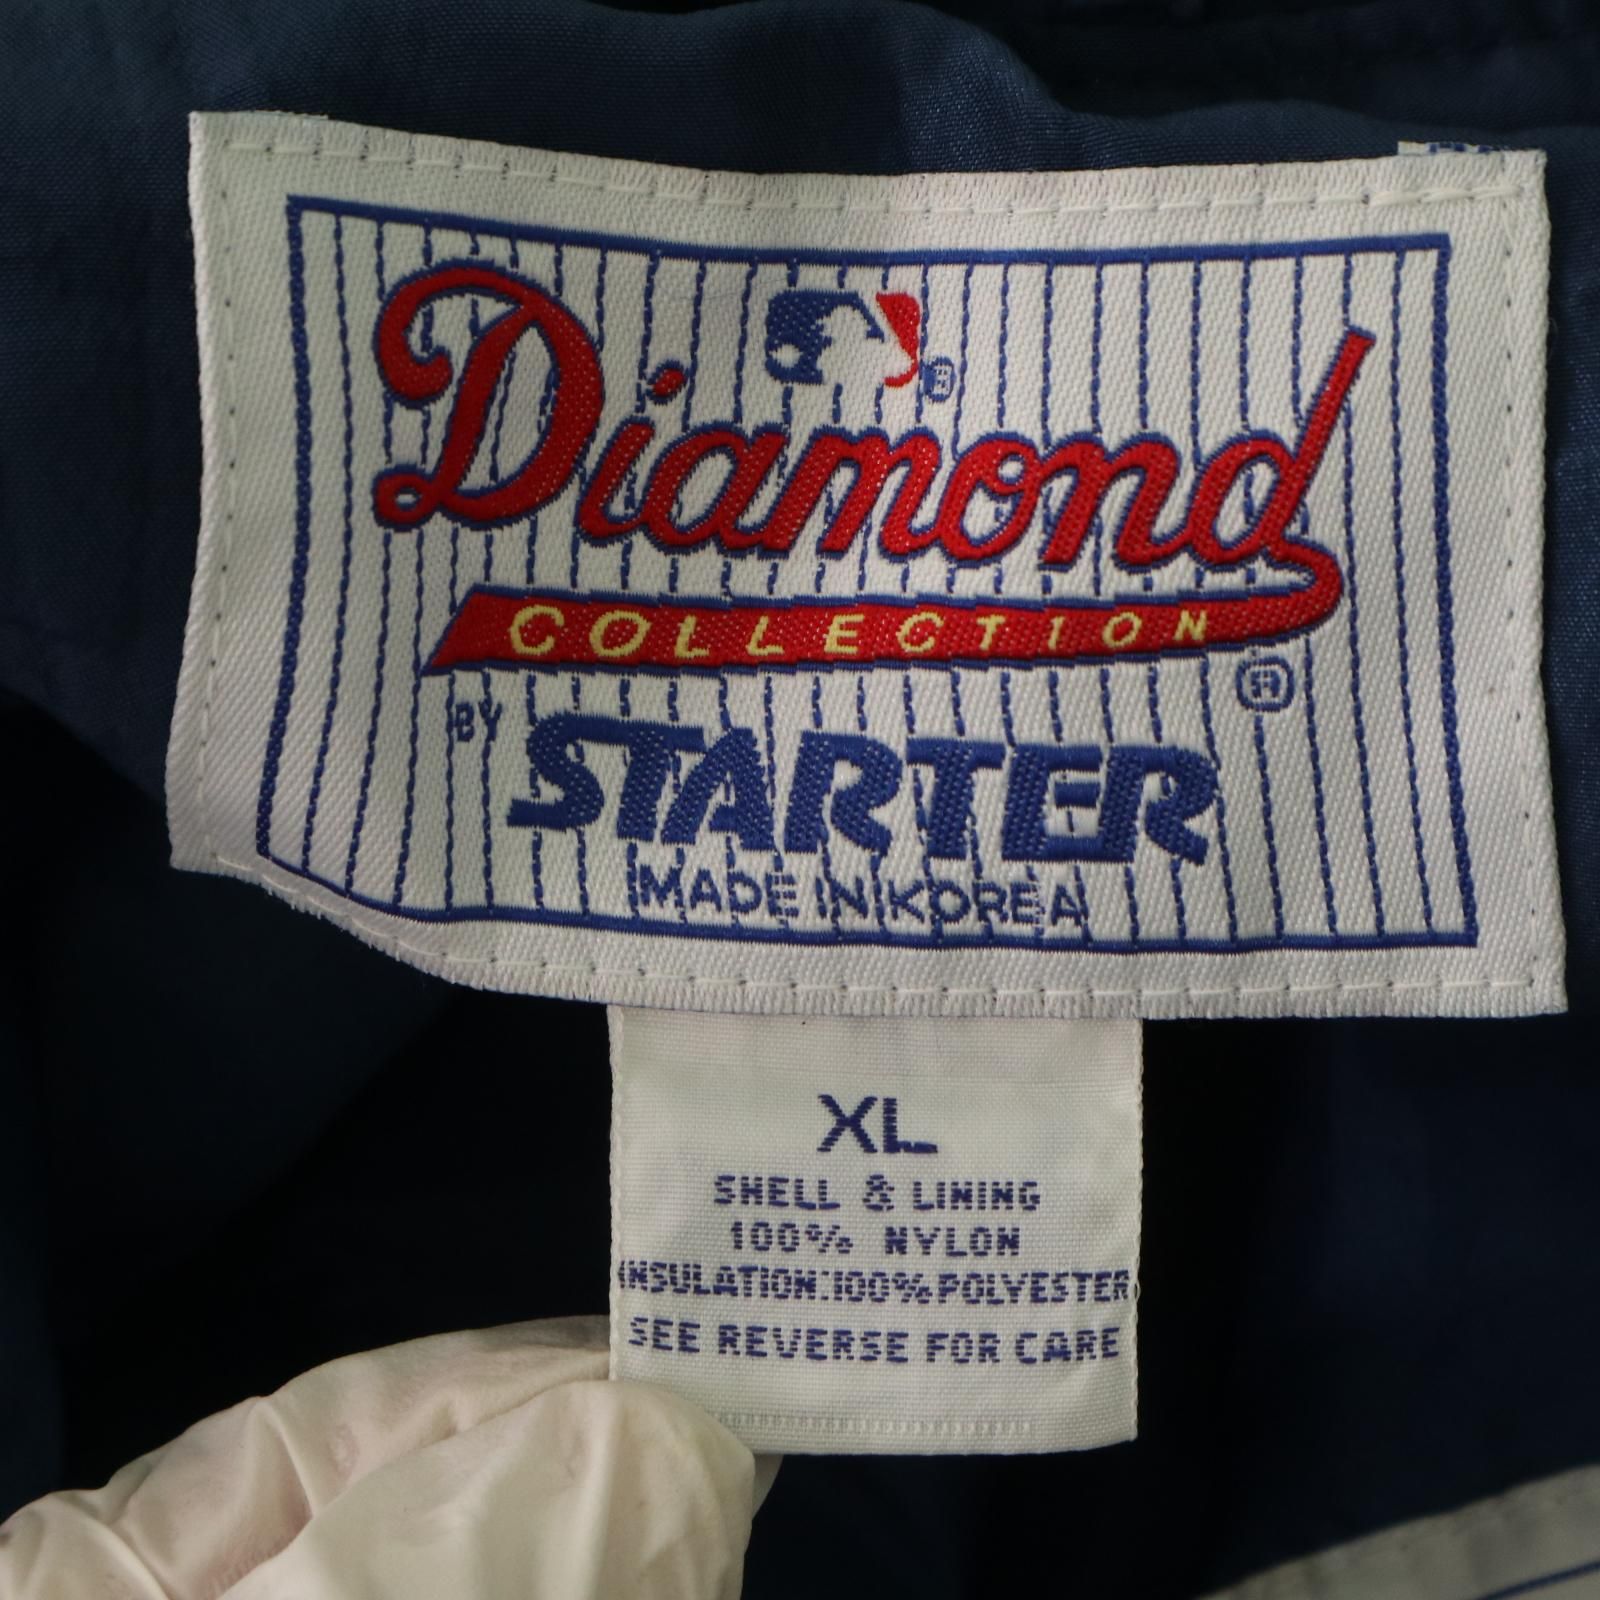 ®
Diamond
COLLECTION
®
BY STARTER
MADE IN KOREA
XL
SHELL & LINING
100% NYLON
INSULATION:100% POLYESTER
SEE REVERSE FOR CARE